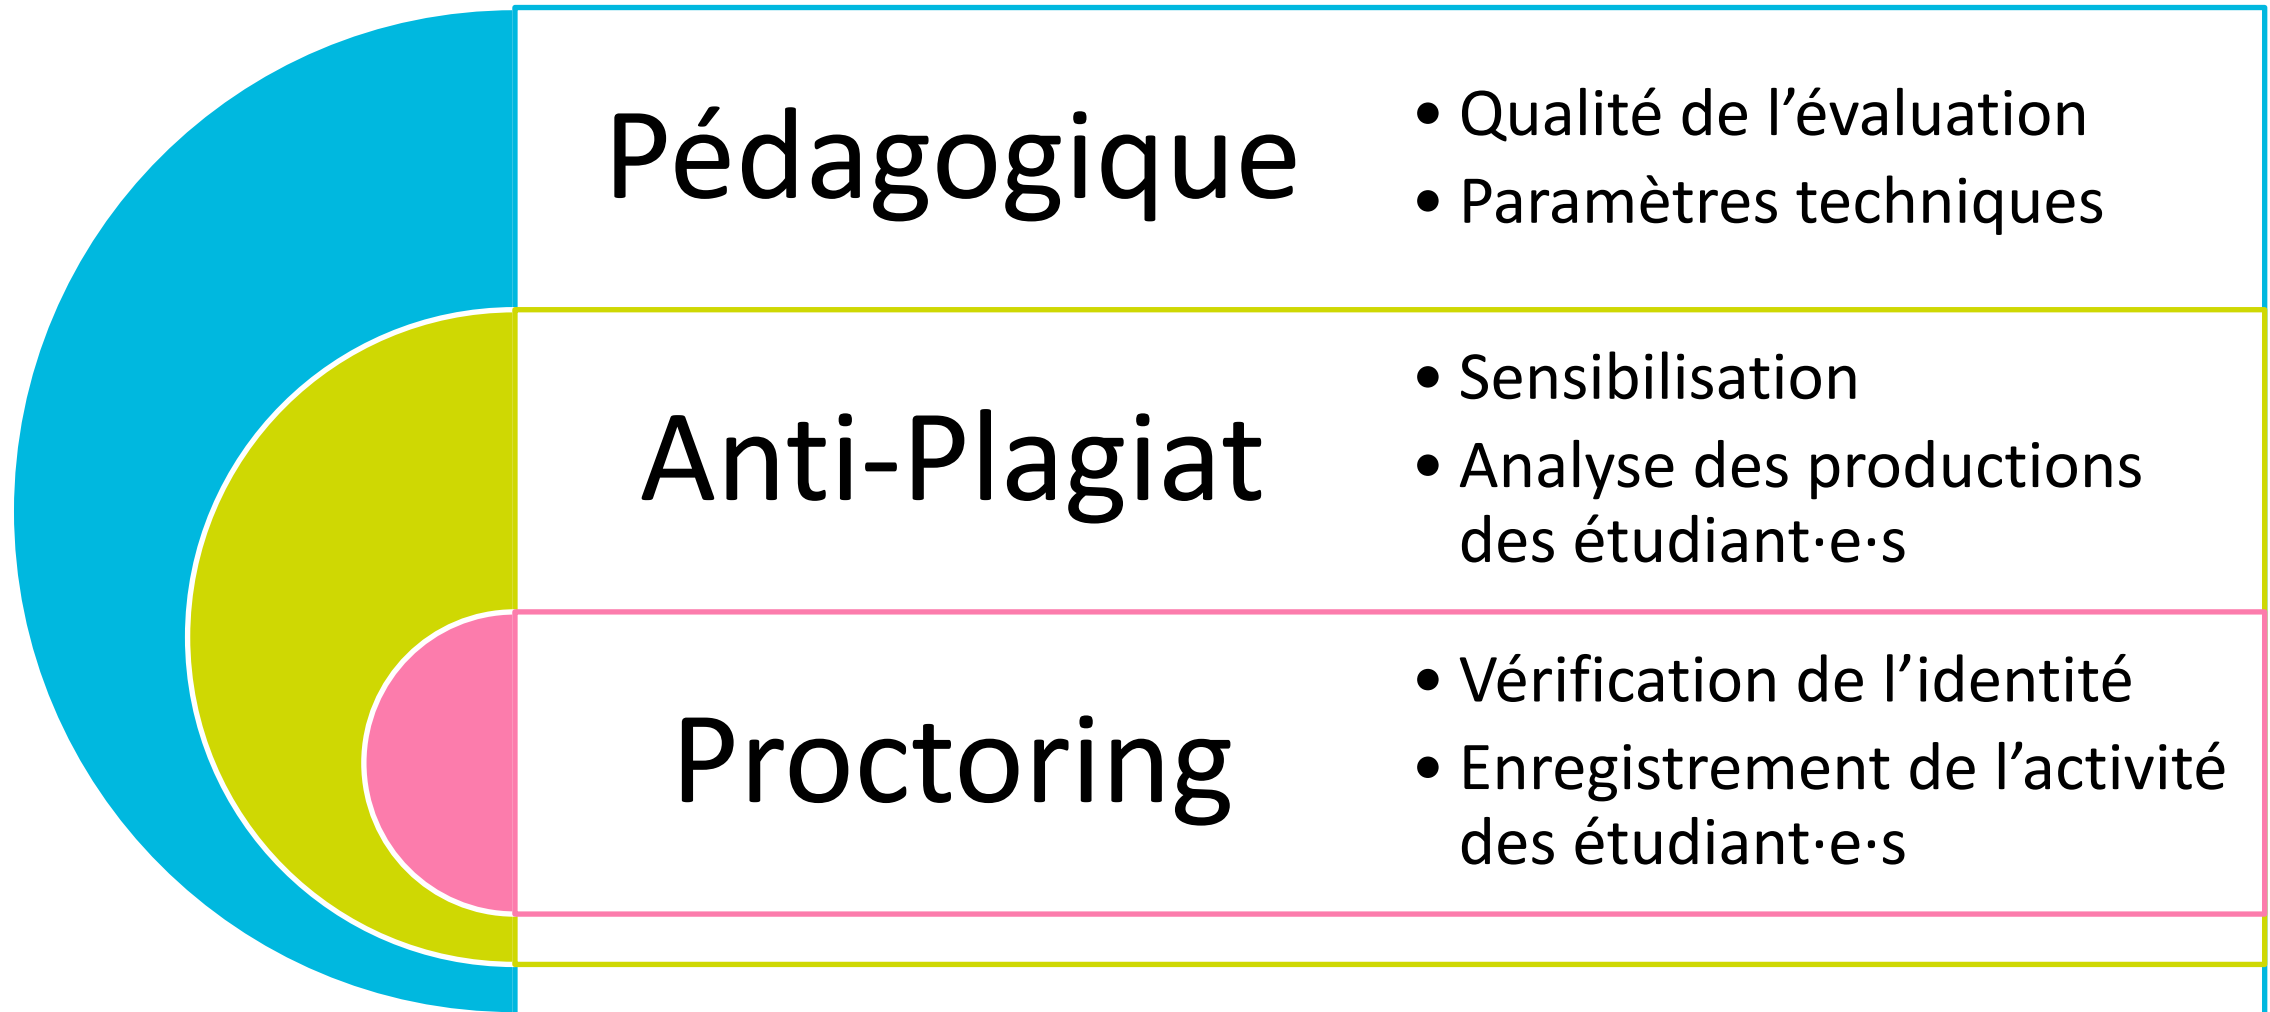 Pédagogique
• Qualité de l’évaluation
• Paramètres techniques
Anti-Plagiat
• Sensibilisation
• Analyse des productions
des étudiant·e·s
Proctoring
• Vérification de l’identité
• Enregistrement de l’activité
des étudiant·e·s